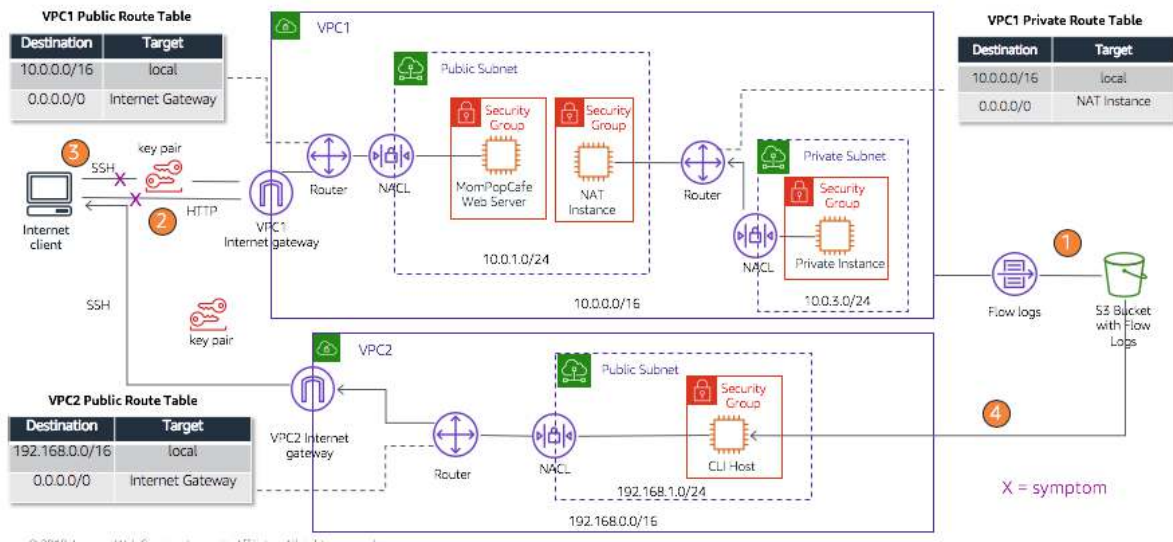 VPC1 Public Route Table
Destination Target
10.0.0.0/16 local
0.0.0.0/0 Internet Gateway
VPC1
Public Subnet
Security
Group
MomPopCafe
Web Server
Security
Group
NAT
Instance
10.0.1.0/24
VPC1 Private Route Table
Destination Target
10.0.0.0/16 local
0.0.0.0/0 NAT Instance
3
SSH
key pair
2
HTTP
Internet
client
VPC1
Internet gateway
Router
NACL
Router
Private Subnet
Security
Group
Private Instance
NACL
10.0.3.0/24
10.0.0.0/16
1
Flow logs
S3 Bucket
with Flow
Logs
SSH
key pair
VPC2
Public Subnet
Security
Group
CLI Host
4
VPC2 Internet
gateway
Router
NACL
192.168.1.0/24
192.168.0.0/16
VPC2 Public Route Table
Destination Target
192.168.0.0/16 local
0.0.0.0/0 Internet Gateway
X = symptom